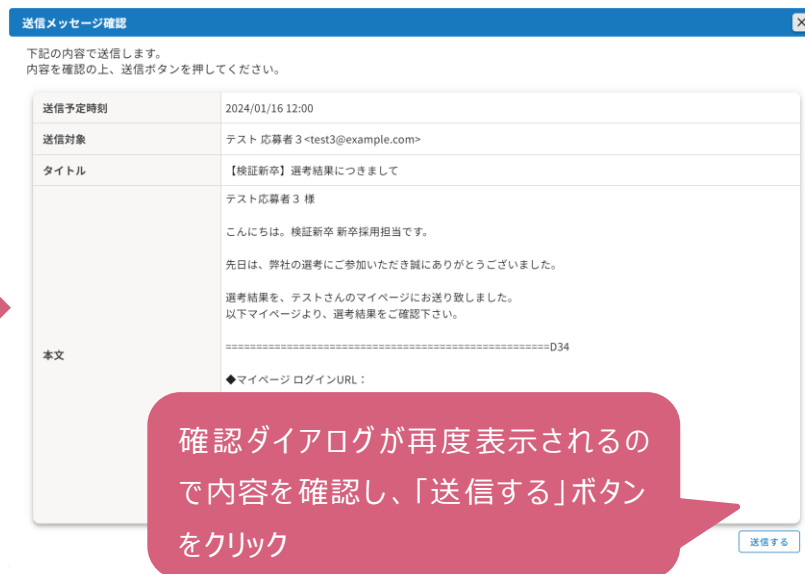 送信メッセージ確認
下記の内容で送信します。
内容を確認の上、送信ボタンを押してください。
送信予定時刻 2024/01/16 12:00
送信対象 テスト 応募者３<test3@example.com>
タイトル 【検証新卒】選考結果につきまして
本文
テスト応募者３ 様
こんにちは。検証新卒 新卒採用担当です。
先日は、弊社の選考にご参加いただき誠にありがとうございました。
選考結果を、テストさんのマイページにお送り致しました。
以下マイページより、選考結果をご確認下さい。
=====================================================D34
◆マイページ ログインURL：
確認ダイアログが再度表示されるの
で内容を確認し、「送信する」ボタン
をクリック
送信する